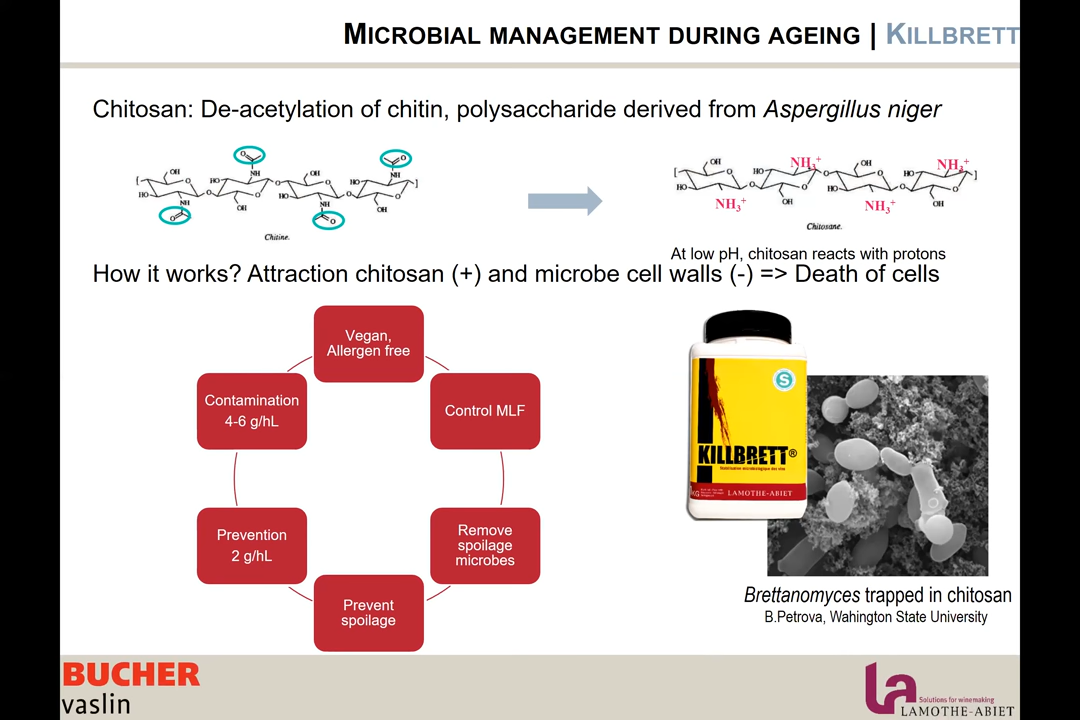 MICROBIAL MANAGEMENT DURING AGEING | KILLBRETT
Chitosan: De-acetylation of chitin, polysaccharide derived from Aspergillus niger
Chitine.
NH3+
NH3+
NH3+
NH3+
Chitosane.
At low pH, chitosan reacts with protons
How it works? Attraction chitosan (+) and microbe cell walls (-) => Death of cells
Vegan,
Allergen free
Control MLF
Remove
spoilage
microbes
Prevent
spoilage
Prevention
2 g/hL
Contamination
4-6 g/hL
S
KILLBRETT®
LAMOTHE-ABIET
Brettanomyces trapped in chitosan
B.Petrova, Wahington State University
BUCHER
vaslin
la
Solutions for winemaking
LAMOTHE-ABIET